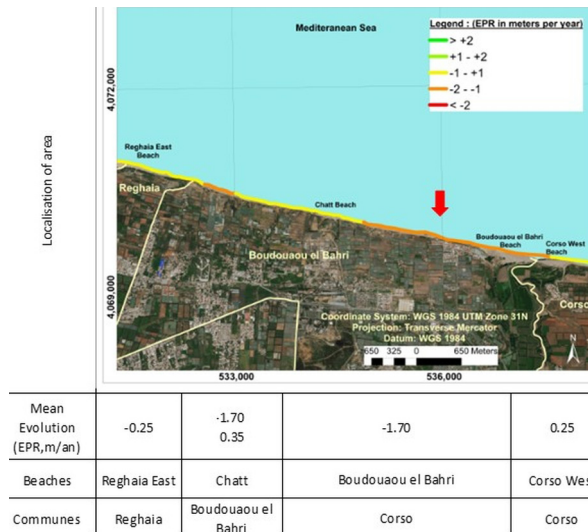 Mediteranean Sea
Legend : (EPR in meters per year)
> +2
+1 - +2
-1 - +1
-2 - -1
< -2
4,072,000
Localisation of area
Reghaia East
Beach
Reghaia
Chatt Beach
Boudouaou el Bahri
Beach
Corso West
Beach
Boudouaou el Bahri
Corso
4,069,000
Coordinate System: WGS 1984 UTM Zone 31N
Projection: Transverse Mercator
Datum: WGS 1984
650 325 0 650 Meters
N
533,000 536,000
Mean
Evolution
(EPR,m/an)
-0.25
-1.70
0.35
-1.70
0.25
Beaches Reghaia East Chatt Boudouaou el Bahri Corso Wes
Communes Reghaia Boudouaou el
Bahri
Corso Corso